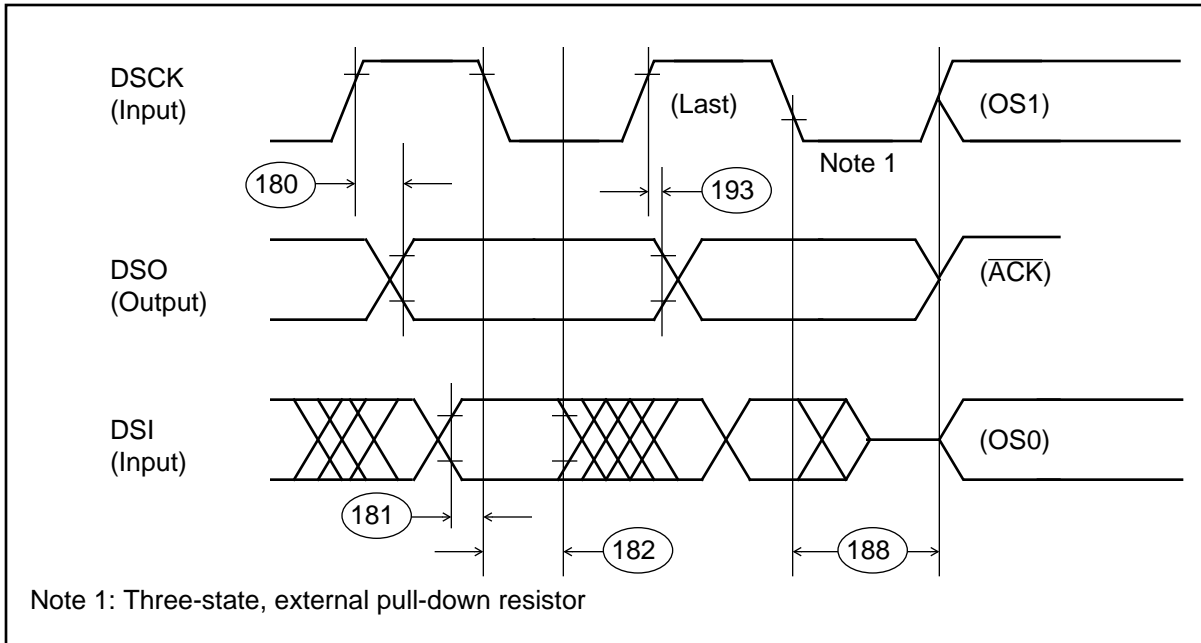 DSCK
(Input)
(Last)
(OS1)
Note 1
180
193
DSO
(Output)
(ACK)
DSI
(Input)
(OS0)
181
182
188
Note 1: Three-state, external pull-down resistor